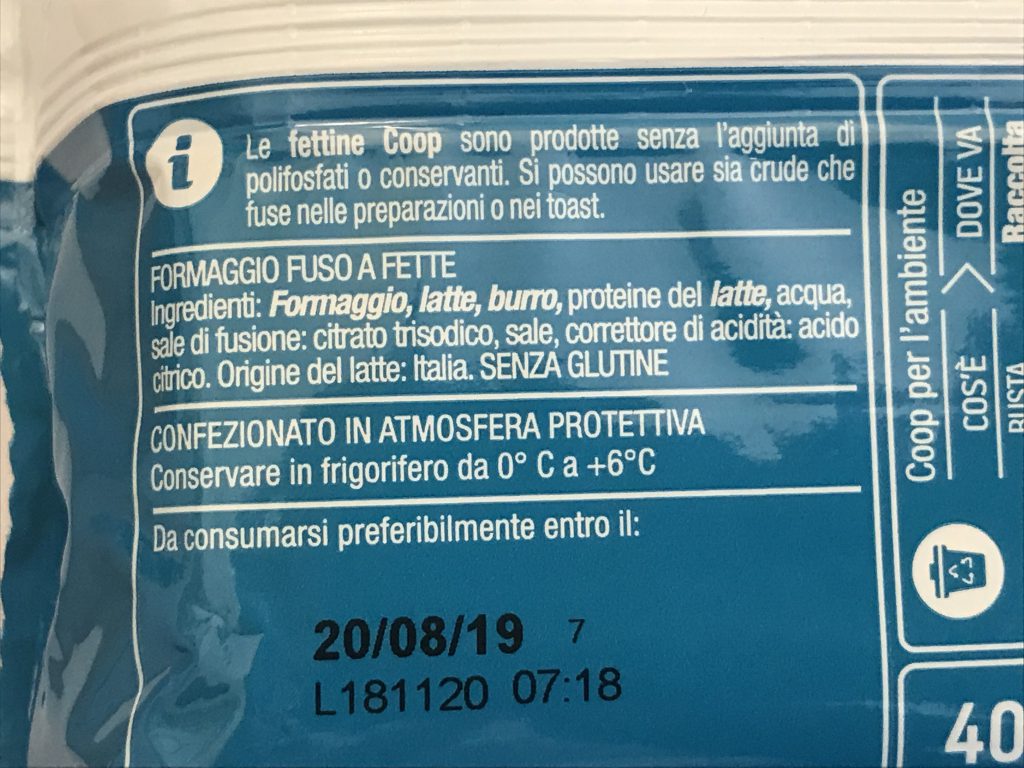 i
Le fettine Coop sono prodotte senza l'aggiunta di
polifosfati o conservanti. Si possono usare sia crude che
fuse nelle preparazioni o nei toast.
FORMAGGIO FUSO A FETTE
Ingredienti: Formaggio, latte, burro, proteine del latte, acqua,
sale di fusione: citrato trisodico, sale, correttore di acidità: acido
citrico. Origine del latte: Italia. SENZA GLUTINE
CONFEZIONATO IN ATMOSFERA PROTETTIVA
Conservare in frigorifero da 0° C a +6°C
Da consumarsi preferibilmente entro il:
20/08/19 7
L181120 07:18
Coop per l'ambiente
COS'È DOVE VA
BUSTA Raccolta
40